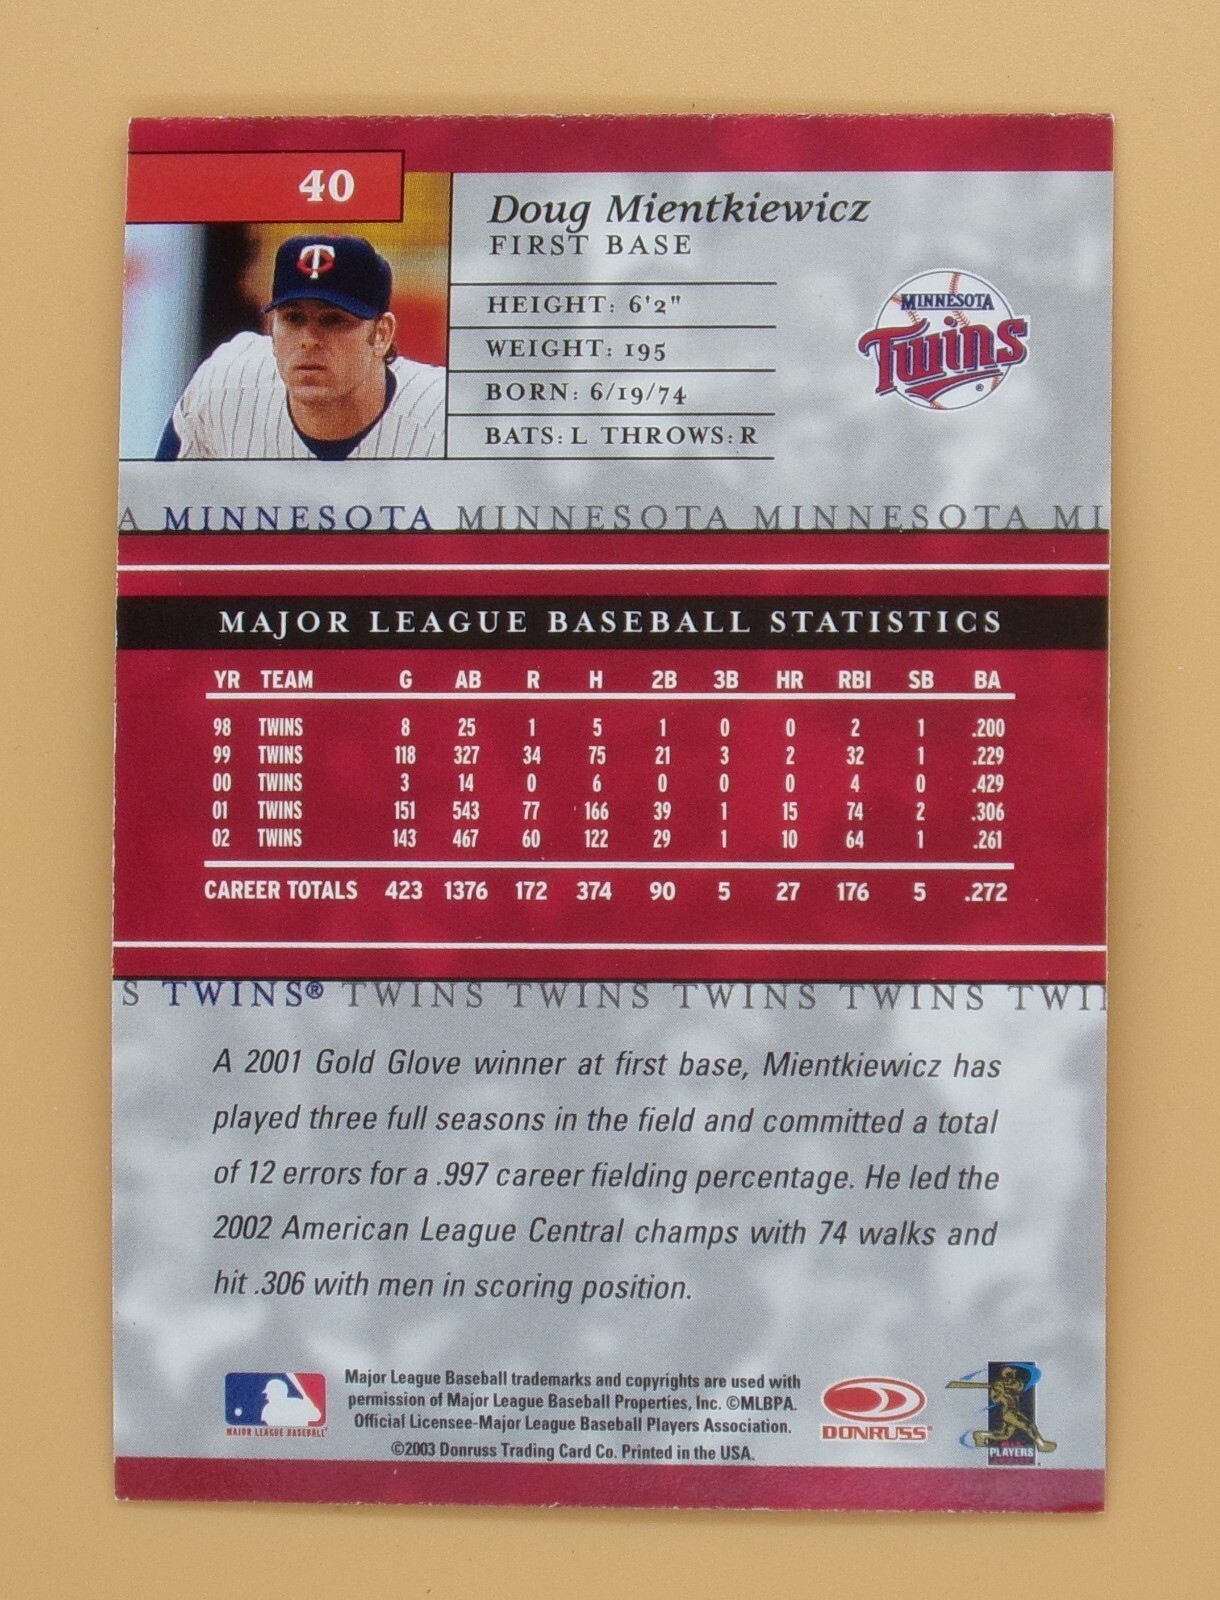 40
Doug Mientkiewicz
FIRST BASE
HEIGHT: 6'2"
WEIGHT: 195
BORN: 6/19/74
BATS: L THROWS: R
T
MINNESOTA
Twins
®
A MINNESOTA MINNESOTA MINNESOTA MI
MAJOR LEAGUE BASEBALL STATISTICS
YR TEAM G AB R H 2B 3B HR RBI SB BA
98 TWINS 8 25 1 5 1 0 0 2 1 .200
99 TWINS 118 327 34 75 21 3 2 32 1 .229
00 TWINS 3 14 0 6 0 0 0 4 0 .429
01 TWINS 151 543 77 166 39 1 15 74 2 .306
02 TWINS 143 467 60 122 29 1 10 64 1 .261
CAREER TOTALS 423 1376 172 374 90 5 27 176 5 .272
S TWINS® TWINS TWINS TWINS TWINS TWI
A 2001 Gold Glove winner at first base, Mientkiewicz has
played three full seasons in the field and committed a total
of 12 errors for a .997 career fielding percentage. He led the
2002 American League Central champs with 74 walks and
hit .306 with men in scoring position.
MAJOR LEAGUE BASEBALL
Major League Baseball trademarks and copyrights are used with
permission of Major League Baseball Properties, Inc. ©MLBPA.
Official Licensee-Major League Baseball Players Association.
©2003 Donruss Trading Card Co. Printed in the USA.
DONRUSS
PLAYERS